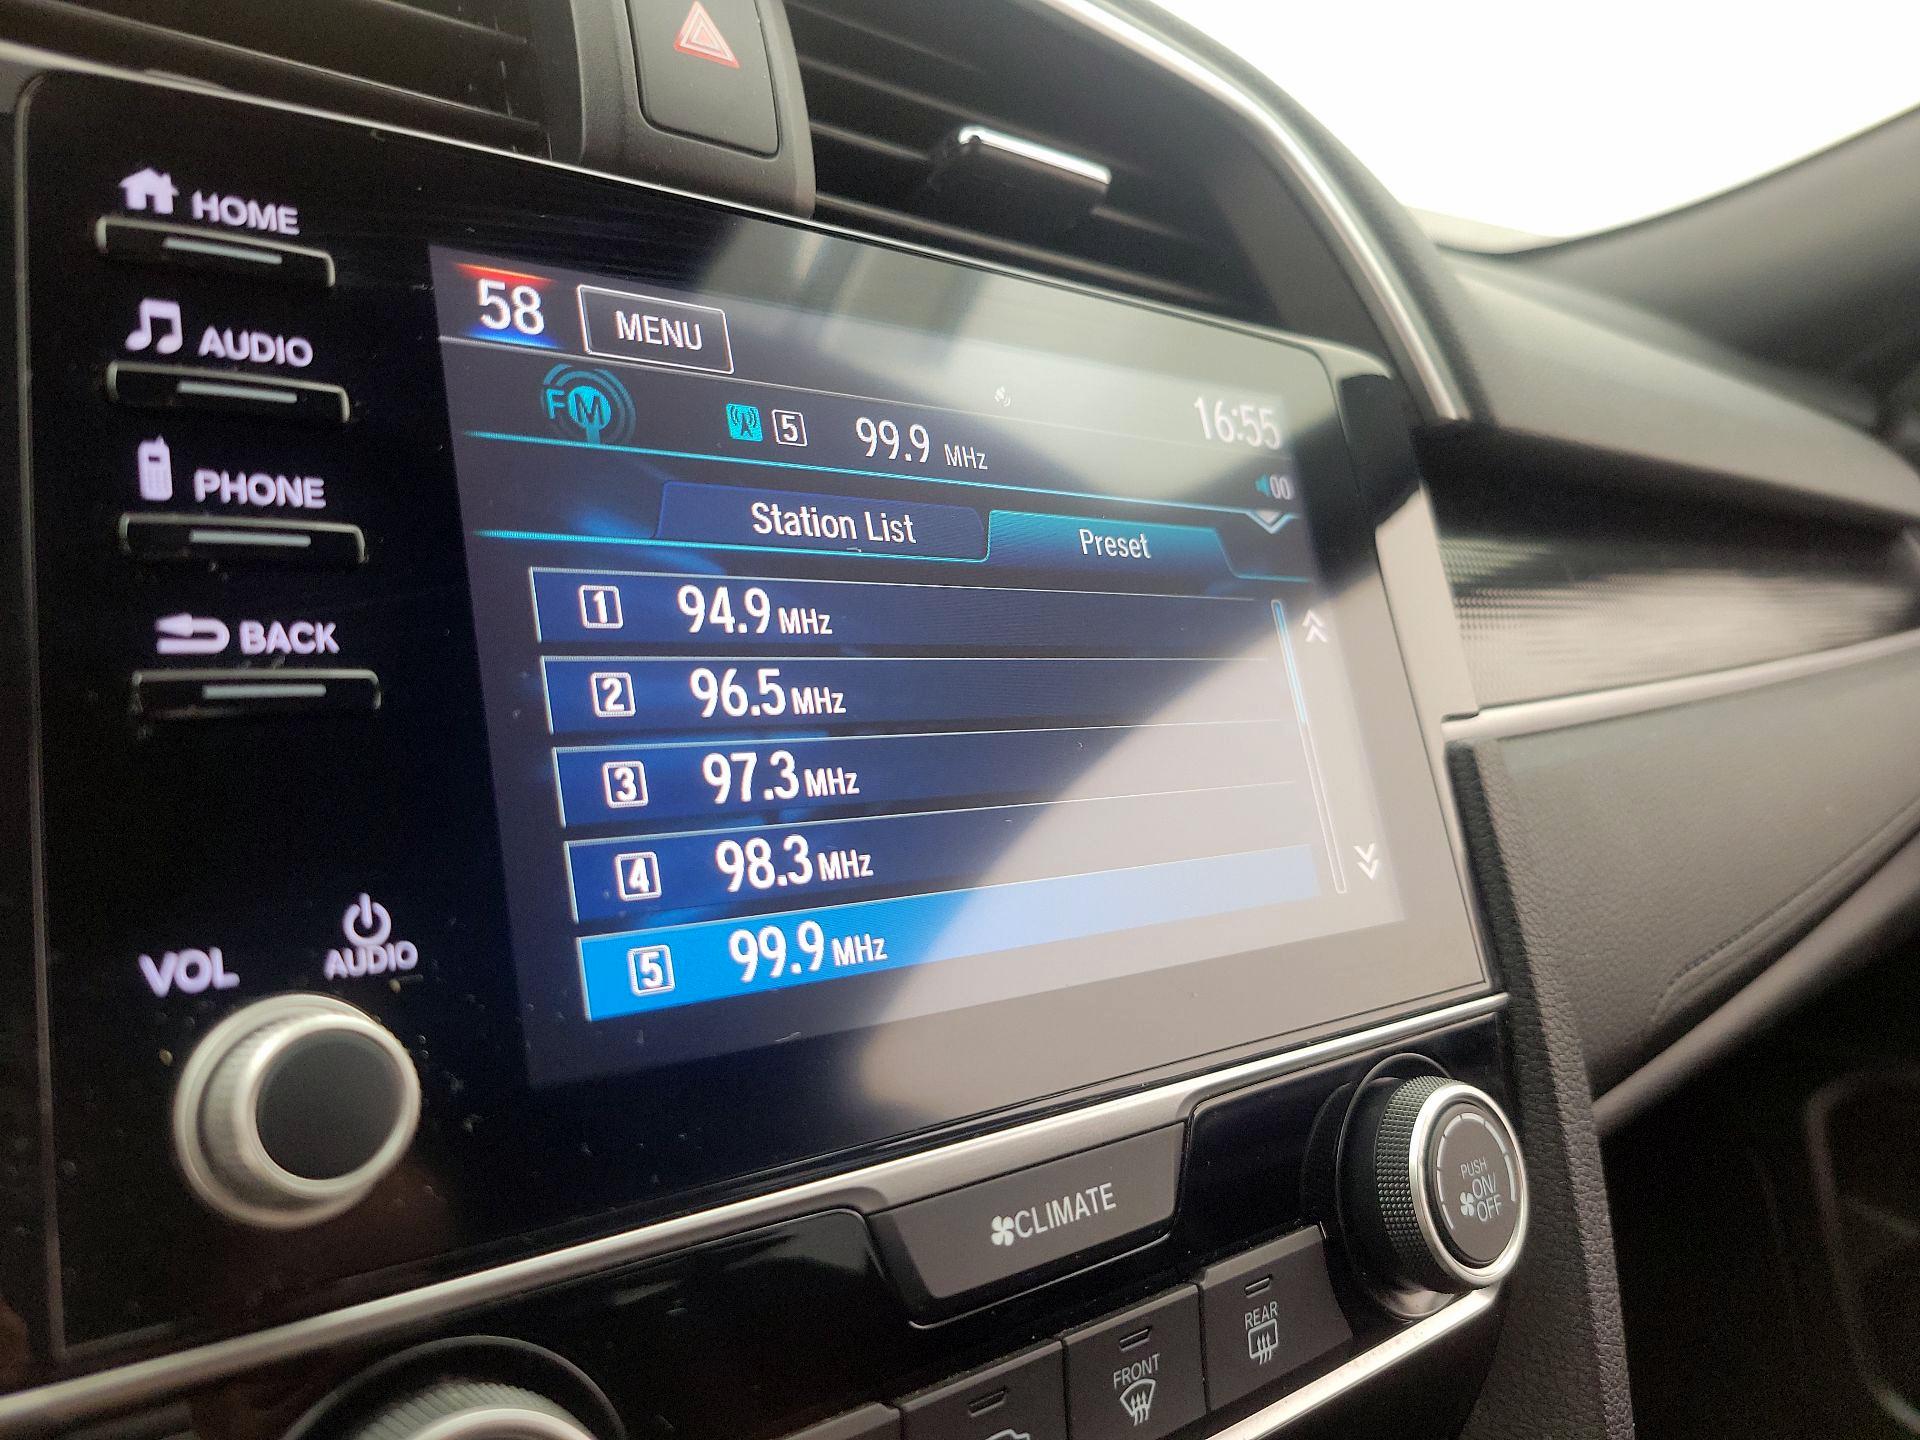 HOME
AUDIO
PHONE
BACK
VOL
AUDIO
58 MENU
FM 5 99.9 MHz 16:55
00
Station List Preset
1 94.9 MHz
2 96.5 MHz
3 97.3 MHz
4 98.3 MHz
5 99.9 MHz
CLIMATE
PUSH
ON/
OFF
FRONT
REAR